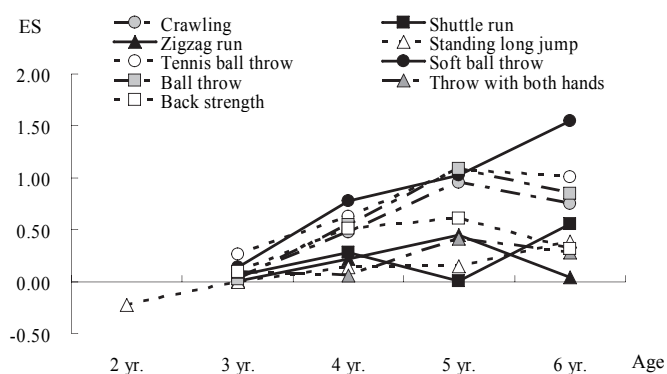 ES
Crawling
Shuttle run
Zigzag run
Standing long jump
Tennis ball throw
Soft ball throw
Ball throw
Throw with both hands
Back strength
2.00
1.50
1.00
0.50
0.00
-0.50
2 yr. 3 yr. 4 yr. 5 yr. 6 yr. Age